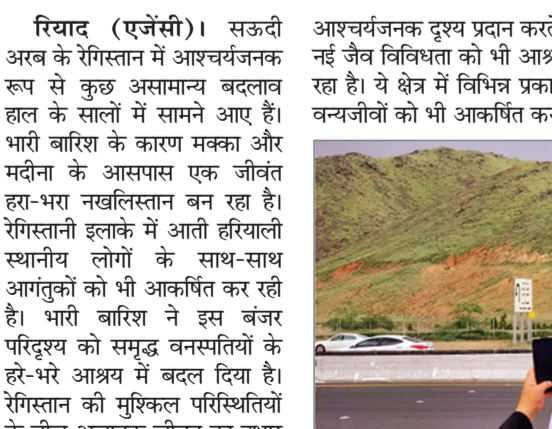 रियाद (एजेंसी)। सऊदी
अरब के रेगिस्तान में आश्चर्यजनक
रूप से कुछ असामान्य बदलाव
हाल के सालों में सामने आए हैं।
भारी बारिश के कारण मक्का और
मदीना के आसपास एक जीवंत
हरा-भरा नखलिस्तान बन रहा है।
रेगिस्तानी इलाके में आती हरियाली
स्थानीय लोगों के साथ-साथ
आगंतुकों को भी आकर्षित कर रही
है। भारी बारिश ने इस बंजर
परिदृश्य को समृद्ध वनस्पतियों के
हरे-भरे आश्रय में बदल दिया है।
रेगिस्तान की मुश्किल परिस्थितियों
आश्चर्यजनक दृश्य प्रदान करते
नई जैव विविधता को भी
रहा है। ये क्षेत्र में विभिन्न
वन्यजीवों को भी आकर्षित